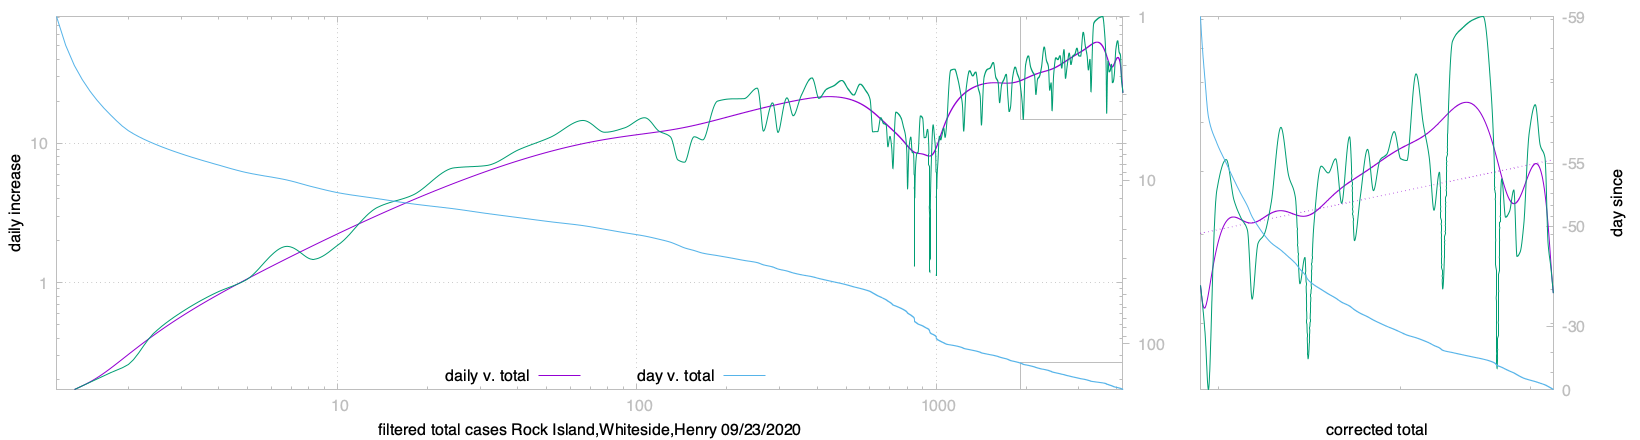 daily increase
10
1
10
100
1000
1
10
100
daily v. total
day v. total
filtered total cases Rock Island,Whiteside,Henry 09/23/2020
-59
-55
-50
-30
0
day since
corrected total